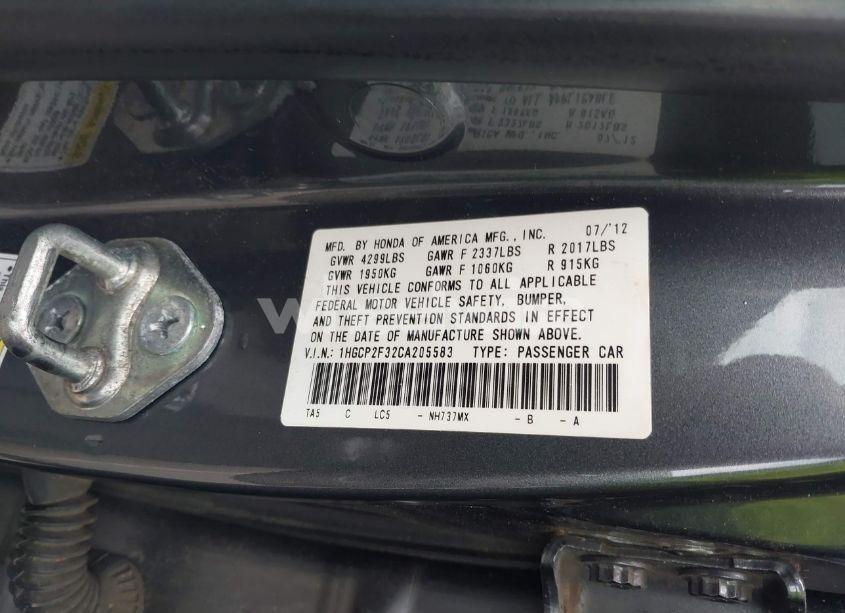 MFD. BY HONDA OF AMERICA MFG., INC. 07/'12
GVWR 4299LBS GAWR F 2337LBS R 2017LBS
GVWR 1950KG GAWR F 1060KG R 915KG
THIS VEHICLE CONFORMS TO ALL APPLICABLE
FEDERAL MOTOR VEHICLE SAFETY, BUMPER,
AND THEFT PREVENTION STANDARDS IN EFFECT
ON THE DATE OF MANUFACTURE SHOWN ABOVE.
V.I.N.: 1HGCP2F32CA205583 TYPE: PASSENGER CAR
TA5 C LC5 - NH737MX - B - A